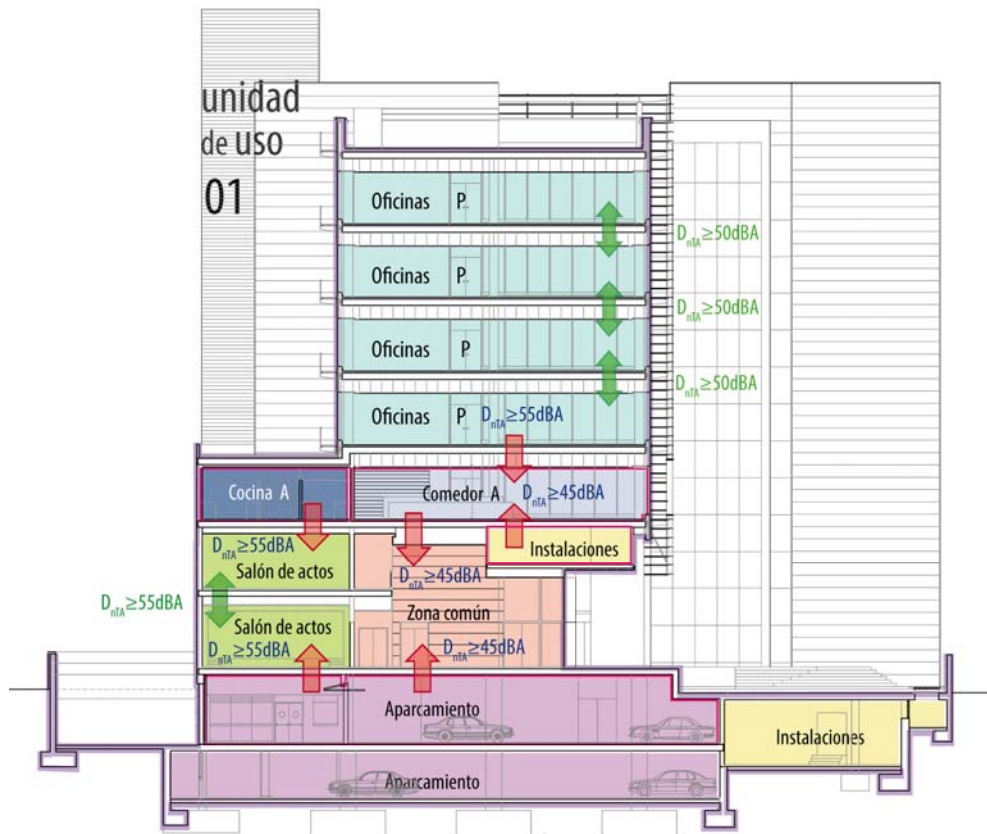 unidad
de uso
01
Oficinas P
DnTA≥50dBA
Oficinas P
DnTA≥50dBA
Oficinas P
DnTA≥50dBA
Oficinas P DnTA≥55dBA
Cocina A
Comedor A DnTA≥45dBA
DnTA≥55dBA
Instalaciones
Salón de actos
DnTA≥45dBA
DnTA≥55dBA
Zona común
Salón de actos
DnTA≥55dBA
DnTA≥45dBA
Aparcamiento
Instalaciones
Aparcamiento